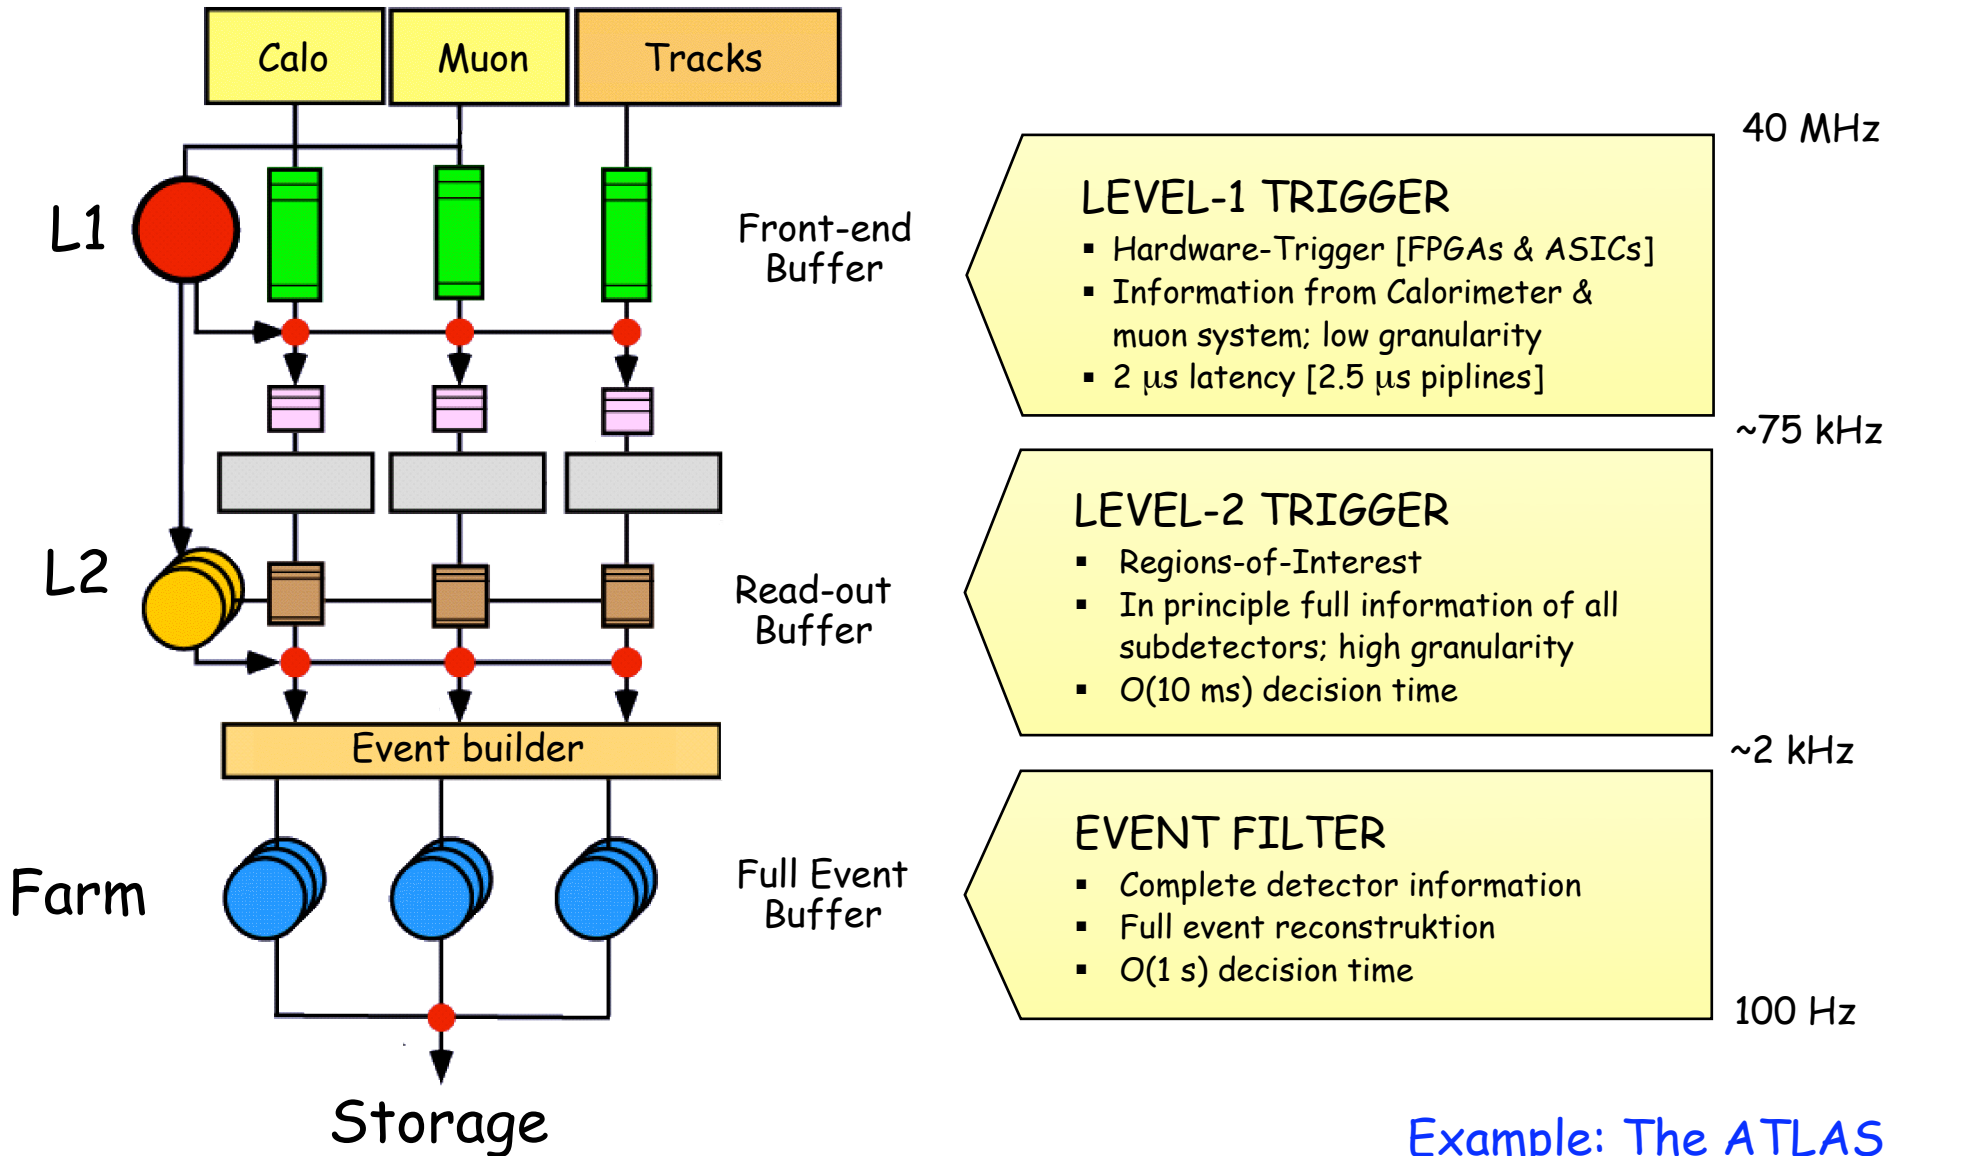 Calo
Muon
Tracks
40 MHz
L1
Front-end
Buffer
LEVEL-1 TRIGGER
▪ Hardware-Trigger [FPGAs & ASICs]
▪ Information from Calorimeter &
muon system; low granularity
▪ 2 μs latency [2.5 μs piplines]
~75 kHz
L2
Read-out
Buffer
LEVEL-2 TRIGGER
▪ Regions-of-Interest
▪ In principle full information of all
subdetectors; high granularity
▪ O(10 ms) decision time
~2 kHz
Event builder
Farm
Full Event
Buffer
EVENT FILTER
▪ Complete detector information
▪ Full event reconstruktion
▪ O(1 s) decision time
100 Hz
Storage
Example: The ATLAS